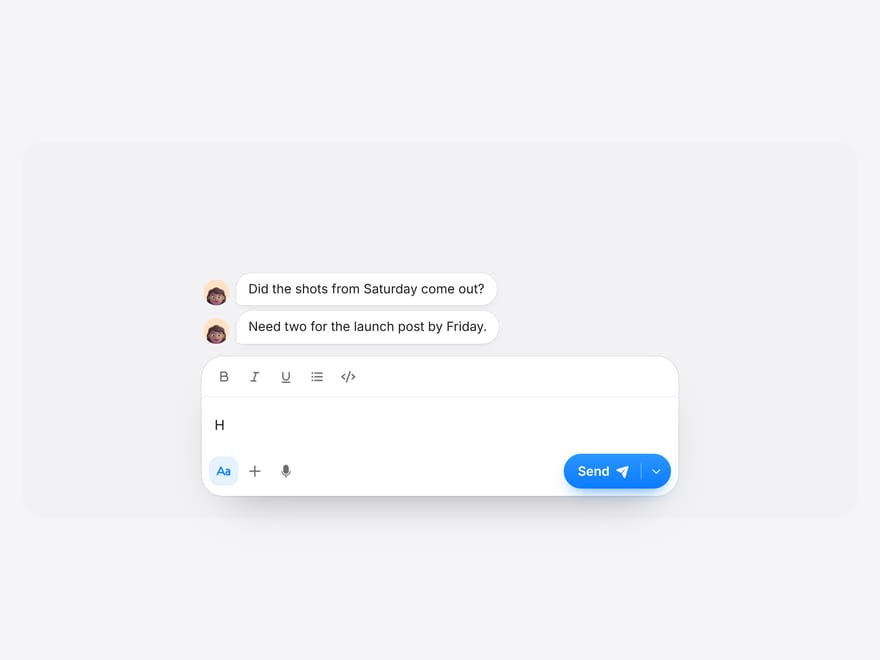 Did the shots from Saturday come out?
Need two for the launch post by Friday.
B I U </>
H
Aa Send